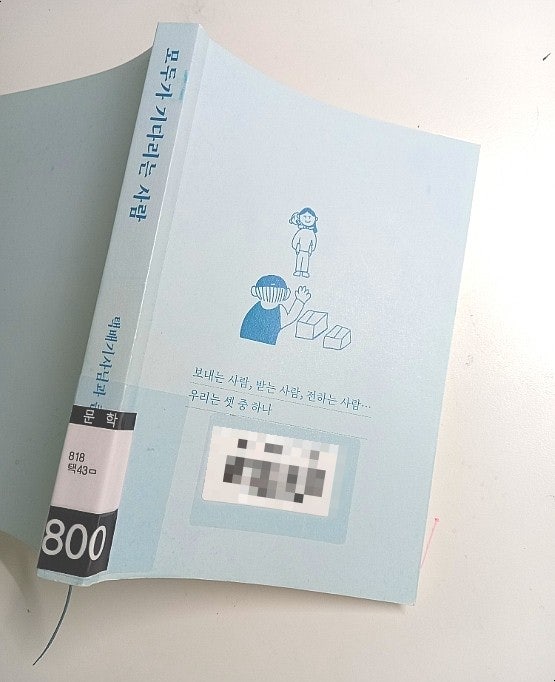 모두가 기다리는 사람
택배기사님과
보내는 사람, 받는 사람, 전하는 사람…
우리는 셋 중 하나
문 학
818
택43ㅁ
800